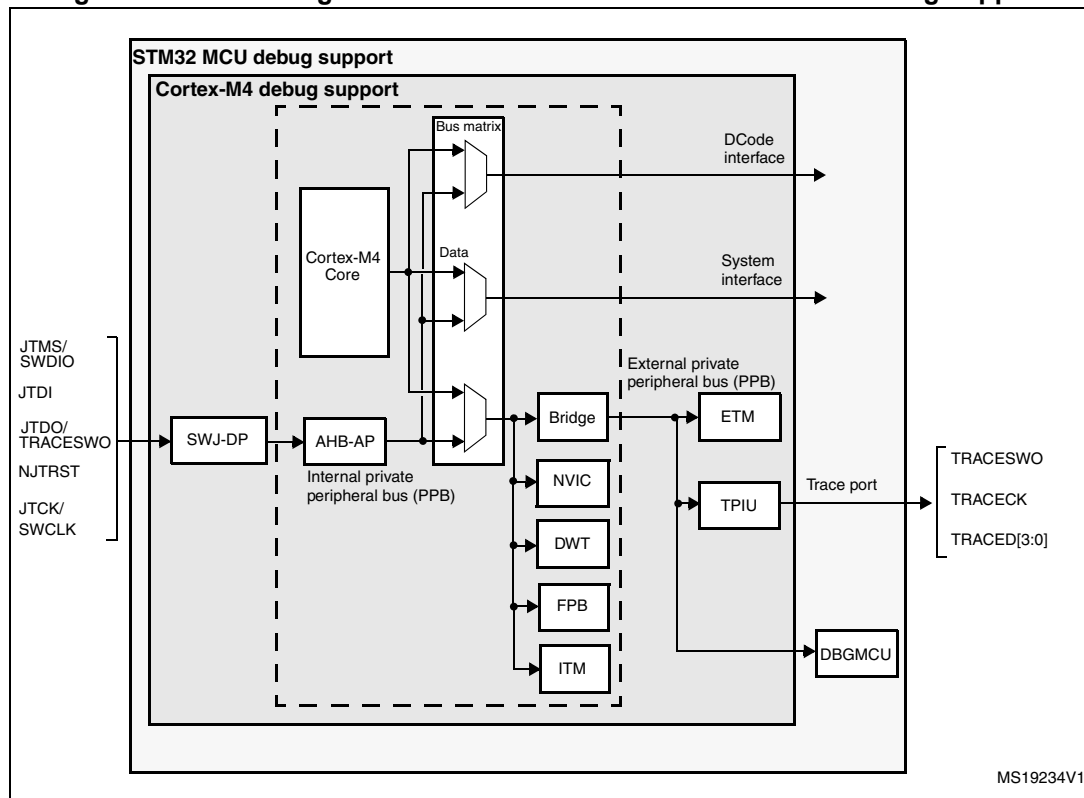 STM32 MCU debug support
Cortex-M4 debug support
Bus matrix
DCode
interface
Cortex-M4
Core
Data
System
interface
JTMS/
SWDIO
JTDI
JTDO/
TRACESWO
NJTRST
JTCK/
SWCLK
SWJ-DP
AHB-AP
Internal private
peripheral bus (PPB)
External private
peripheral bus (PPB)
Bridge
NVIC
DWT
FPB
ITM
ETM
TPIU
Trace port
TRACESWO
TRACECK
TRACED[3:0]
DBGMCU
MS19234V1